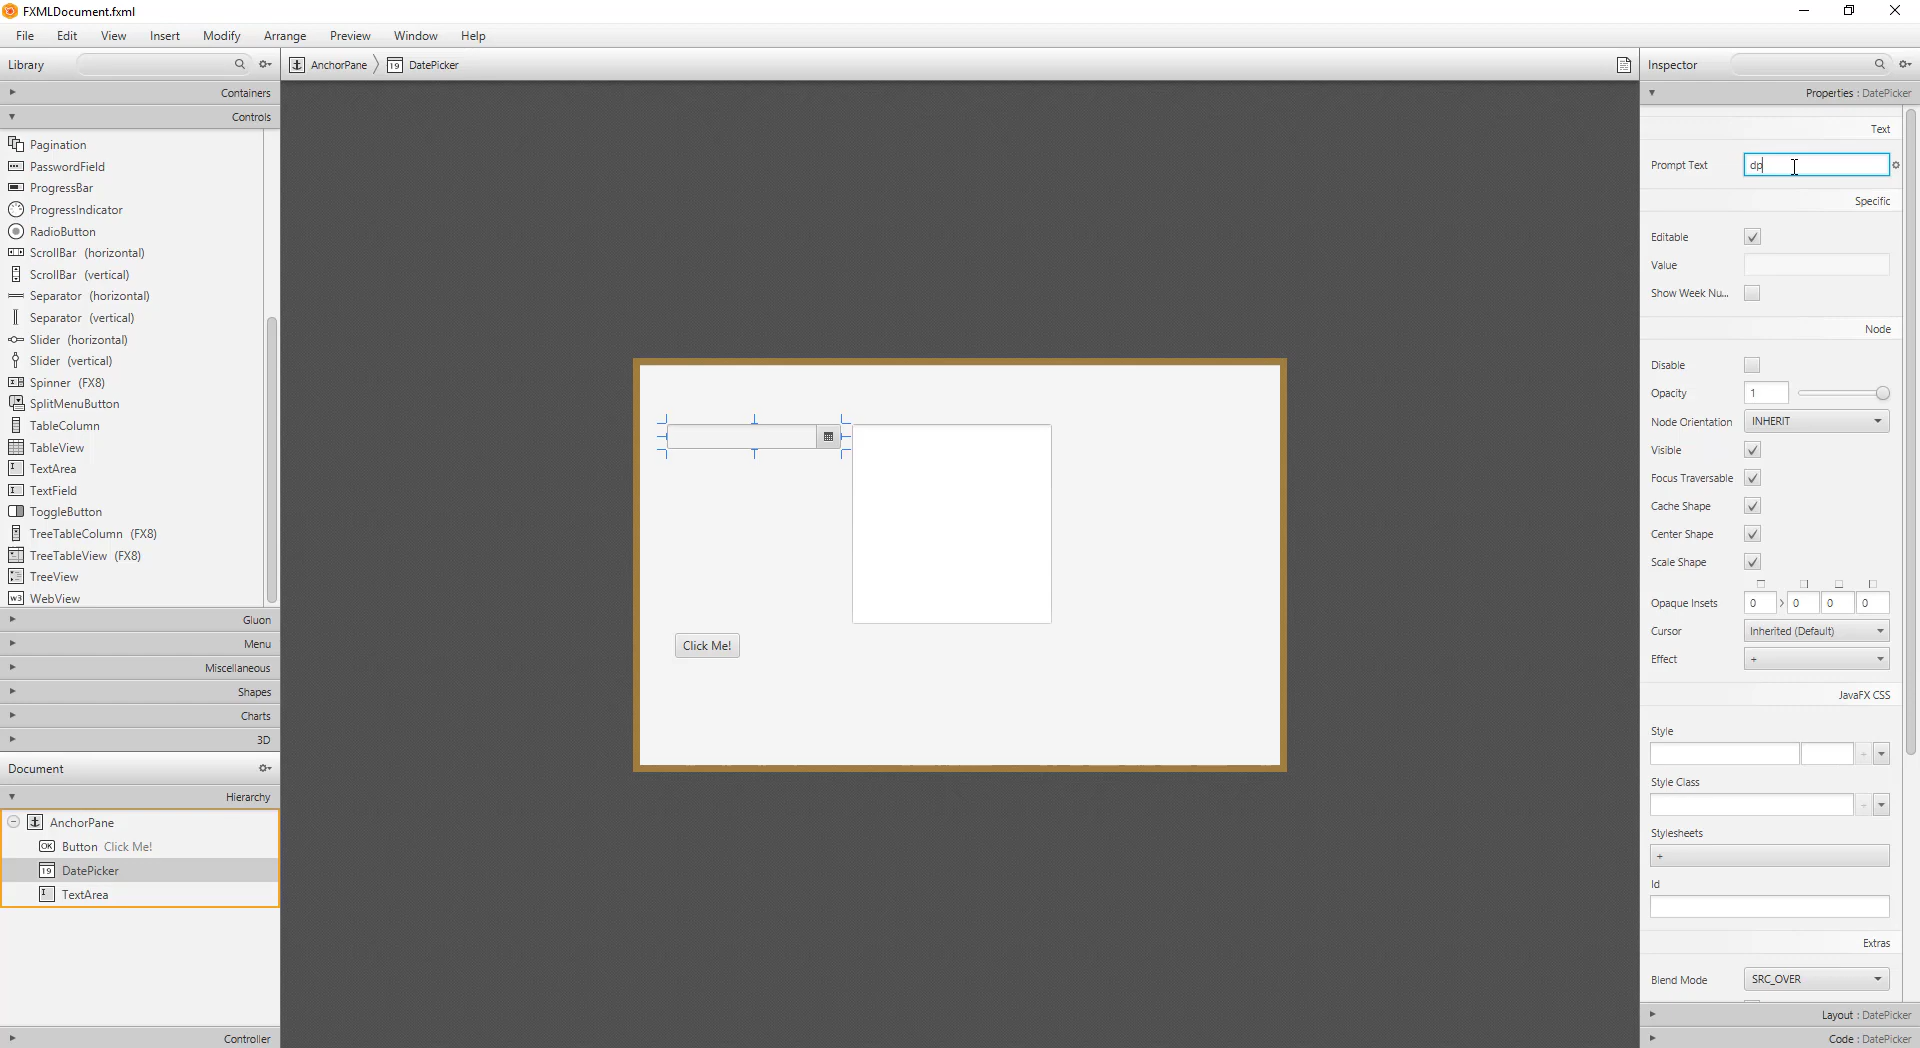 FXMLDocument.fxml
File Edit View Insert Modify Arrange Preview Window Help
Library
AnchorPane DatePicker
Inspector
Containers
Controls
Pagination
PasswordField
ProgressBar
ProgressIndicator
RadioButton
ScrollBar (horizontal)
ScrollBar (vertical)
Separator (horizontal)
Separator (vertical)
Slider (horizontal)
Slider (vertical)
Spinner (FX8)
SplitMenuButton
TableColumn
TableView
TextArea
TextField
ToggleButton
TreeTableColumn (FX8)
TreeTableView (FX8)
TreeView
WebView
Gluon
Menu
Miscellaneous
Shapes
Charts
3D
Document
Hierarchy
AnchorPane
OK Button Click Me!
19 DatePicker
TextArea
Controller
Click Me!
Properties : DatePicker
Text
Prompt Text dp
Specific
Editable
Value
Show Week Nu...
Node
Disable
Opacity 1
Node Orientation INHERIT
Visible
Focus Traversable
Cache Shape
Center Shape
Scale Shape
Opaque Insets 0 0 0 0
Cursor Inherited (Default)
Effect +
JavaFX CSS
Style
+
Style Class
+
Stylesheets
+
Id
Extras
Blend Mode SRC_OVER
Layout : DatePicker
Code : DatePicker